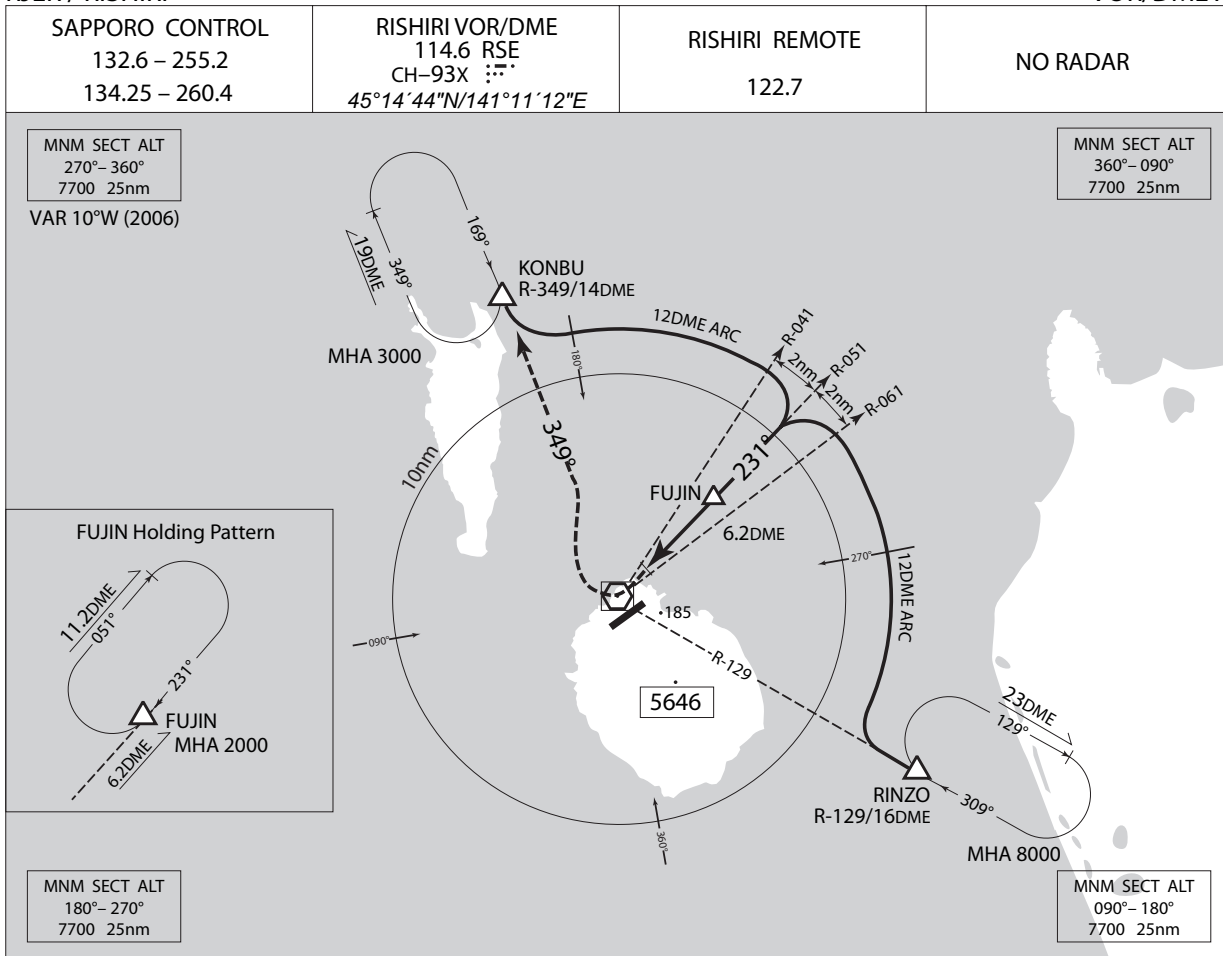 SAPPORO CONTROL
132.6 – 255.2
134.25 – 260.4
RISHIRI VOR/DME
114.6 RSE
CH–93X
45°14´44"N/141°11´12"E
RISHIRI REMOTE
122.7
NO RADAR
MNM SECT ALT
270°– 360°
7700 25nm
VAR 10°W (2006)
MNM SECT ALT
360°– 090°
7700 25nm
169°
349°
19DME
KONBU
R-349/14DME
MHA 3000
12DME ARC
180°
R-041
2nm
R-051
2nm
R-061
349°
10nm
231°
FUJIN
6.2DME
270°
12DME ARC
090°
185
R-129
5646
360°
23DME
129°
309°
RINZO
R-129/16DME
MHA 8000
FUJIN Holding Pattern
11.2DME
051°
231°
FUJIN
MHA 2000
6.2DME
MNM SECT ALT
180°– 270°
7700 25nm
MNM SECT ALT
090°– 180°
7700 25nm